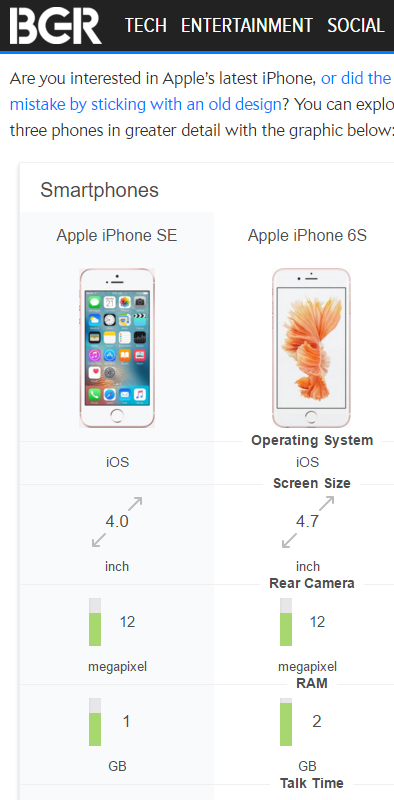 BGR TECH ENTERTAINMENT SOCIAL
Are you interested in Apple's latest iPhone, or did the
mistake by sticking with an old design? You can explo
three phones in greater detail with the graphic below:
Smartphones
Apple iPhone SE Apple iPhone 6S
Operating System
iOS iOS
Screen Size
4.0 4.7
inch inch
Rear Camera
12 12
megapixel megapixel
RAM
1 2
GB GB
Talk Time